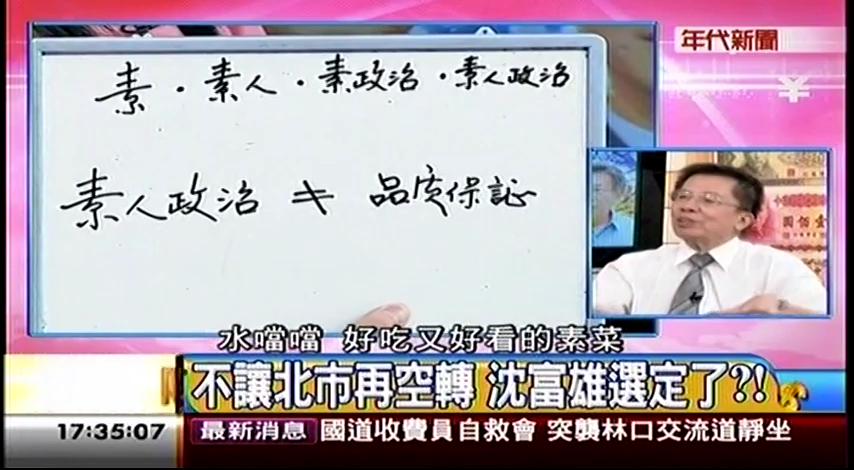 年代新聞
素・素人・素政治・素人政治
素人政治 ≠ 品质保証
水噹噹 好吃又好看的素菜
不讓北市再空轉 沈富雄選定了?!
17:35:07 最新消息 國道收費員自救會 突襲林口交流道靜坐